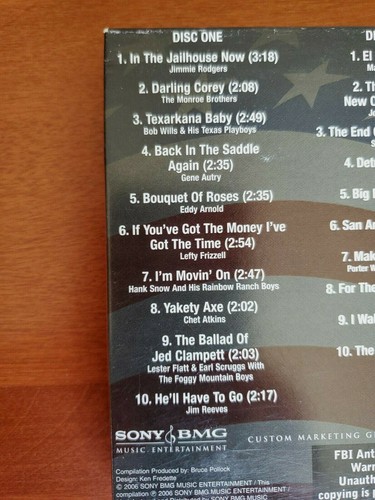 DISC ONE
1. In The Jailhouse Now (3:18)
Jimmie Rodgers
2. Darling Corey (2:08)
The Monroe Brothers
3. Texarkana Baby (2:49)
Bob Wills & His Texas Playboys
4. Back In The Saddle
Again (2:35)
Gene Autry
5. Bouquet Of Roses (2:35)
Eddy Arnold
6. If You've Got The Money I've
Got The Time (2:54)
Lefty Frizzell
7. I'm Movin' On (2:47)
Hank Snow And His Rainbow Ranch Boys
8. Yakety Axe (2:02)
Chet Atkins
9. The Ballad Of
Jed Clampett (2:03)
Lester Flatt & Earl Scruggs With
The Foggy Mountain Boys
10. He'll Have To Go (2:17)
Jim Reeves
1. El
2. Th
New O
3. The End
4. Det
5. Big
6. San An
7. Mak
Porter W
8. For The
9. I Wal
10. The
SONY BMG
MUSIC ENTERTAINMENT
CUSTOM MARKETING G
Compilation Produced by: Bruce Pollock
Design: Ken Fredette
© 2006 SONY BMG MUSIC ENTERTAINMENT / This
compilation ℗ 2006 SONY BMG MUSIC
FBI Ant
Warn
Unauth
copying is